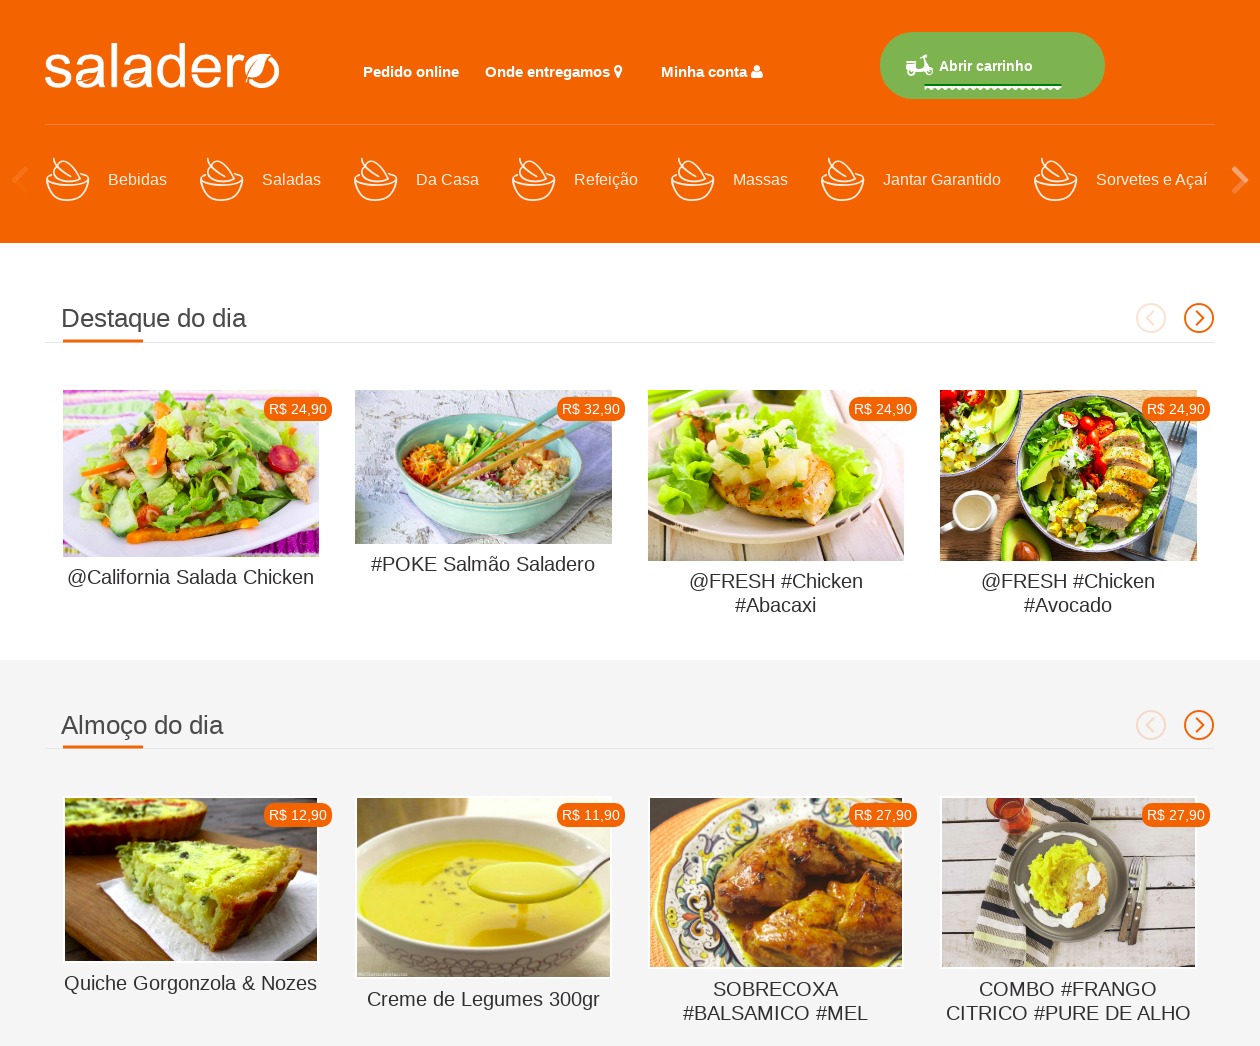 saladero
Pedido online
Onde entregamos
Minha conta
Abrir carrinho
Bebidas
Saladas
Da Casa
Refeição
Massas
Jantar Garantido
Sorvetes e Açaí
Destaque do dia
R$ 24,90
R$ 32,90
R$ 24,90
R$ 24,90
@California Salada Chicken
#POKE Salmão Saladero
@FRESH #Chicken
#Abacaxi
@FRESH #Chicken
#Avocado
Almoço do dia
R$ 12,90
R$ 11,90
R$ 27,90
R$ 27,90
Quiche Gorgonzola & Nozes
Creme de Legumes 300gr
SOBRECOXA
#BALSAMICO #MEL
COMBO #FRANGO
CITRICO #PURE DE ALHO